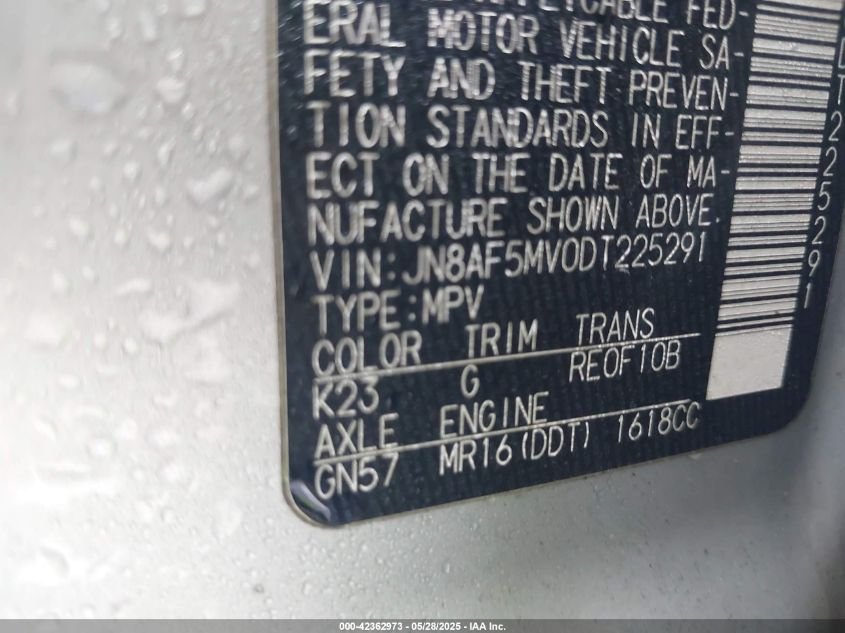 ERAL MOTOR VEHICLE SA-
FETY AND THEFT PREVEN-
TION STANDARDS IN EFF-
ECT ON THE DATE OF MA-
NUFACTURE SHOWN ABOVE.
VIN:JN8AF5MV0DT225291
TYPE:MPV
COLOR TRIM TRANS
K23 G RE0F10B
AXLE ENGINE
GN57 MR16(DDT) 1618CC
DT225291
000-42362973 - 05/28/2025 - IAA Inc.